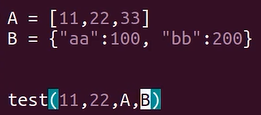 A = [11,22,33]
B = {"aa":100, "bb":200}
test(11,22,A,B)